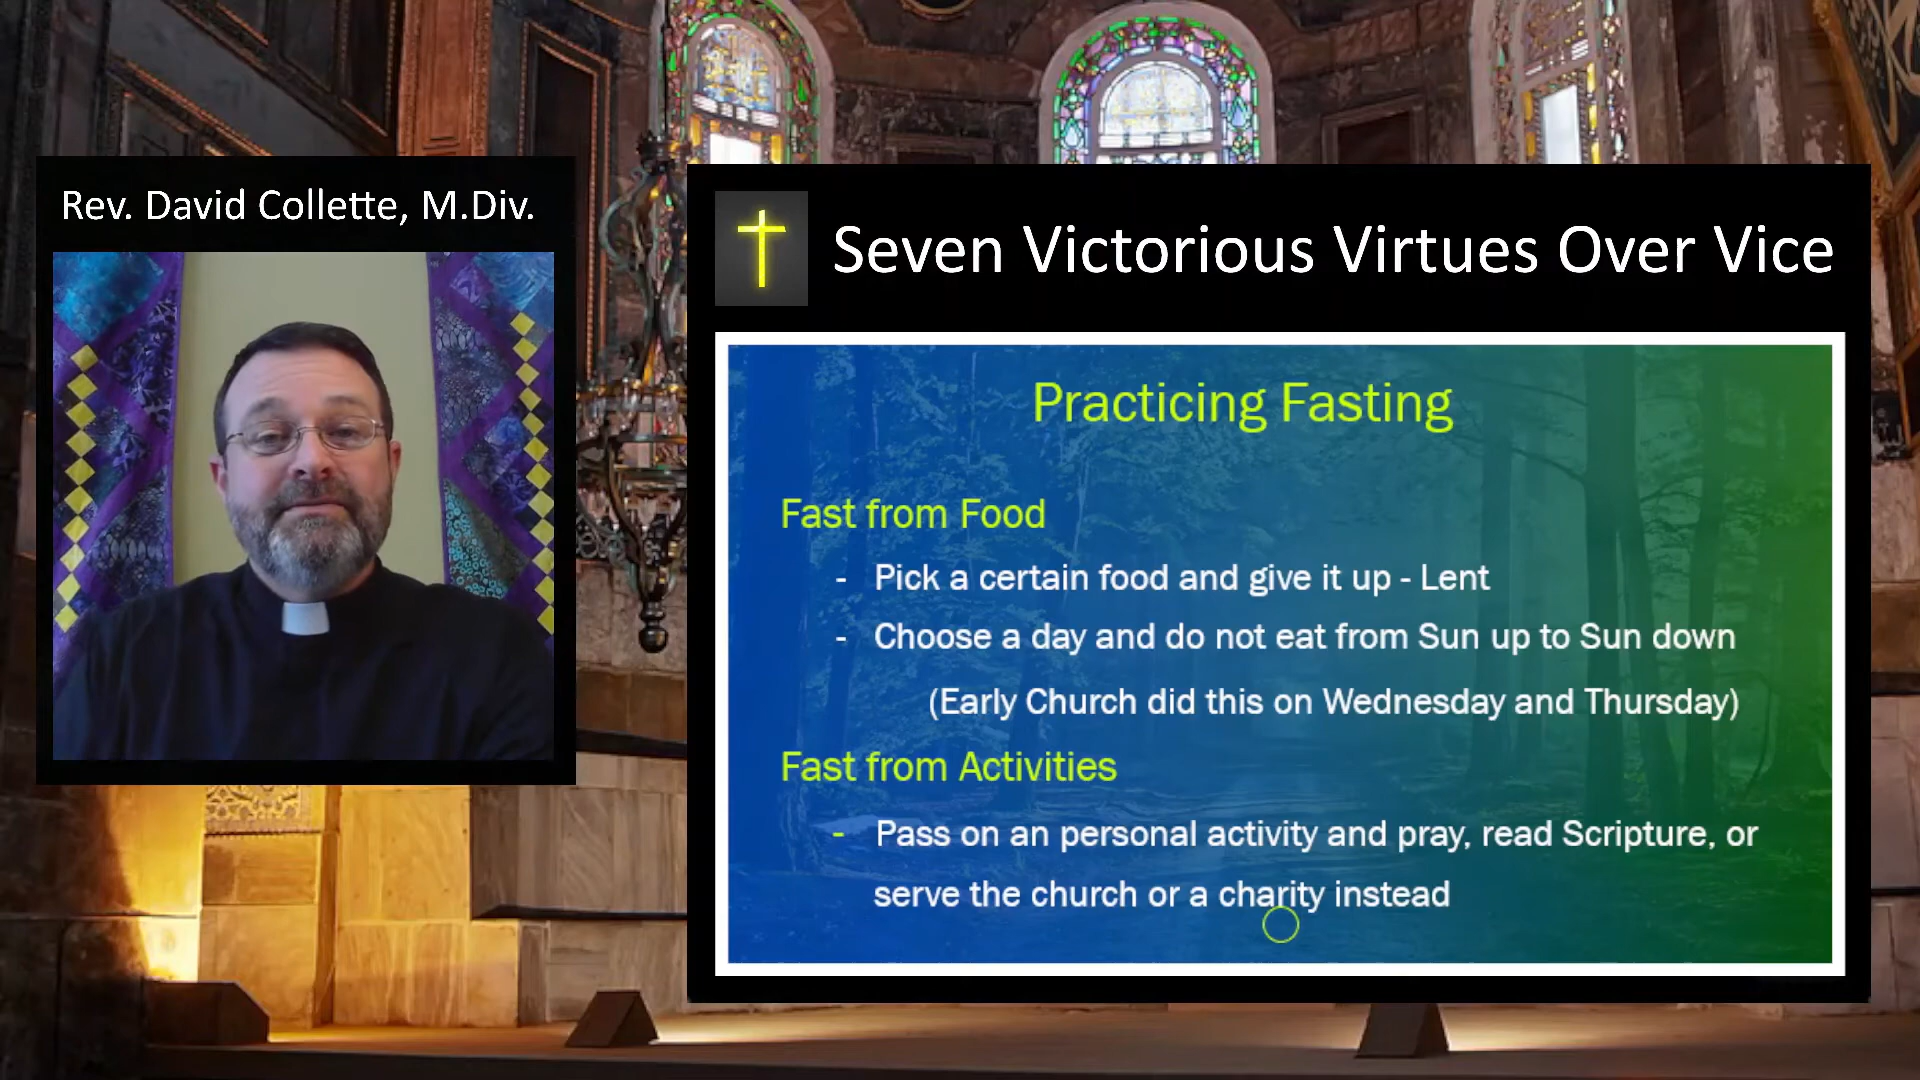 Rev. David Collette, M.Div.
Seven Victorious Virtues Over Vice
Practicing Fasting
Fast from Food
- Pick a certain food and give it up - Lent
- Choose a day and do not eat from Sun up to Sun down
(Early Church did this on Wednesday and Thursday)
Fast from Activities
- Pass on an personal activity and pray, read Scripture, or
serve the church or a charity instead